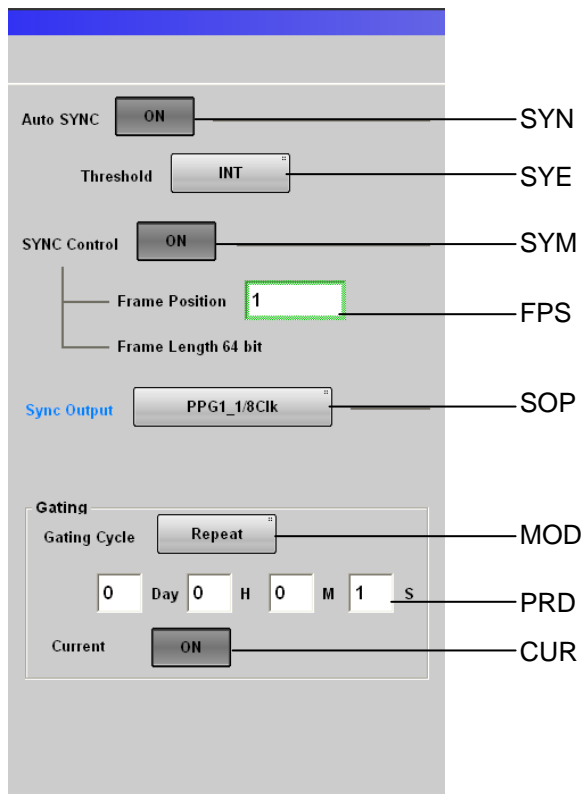 Auto SYNC ON SYN
Threshold INT SYE
SYNC Control ON SYM
Frame Position 1 FPS
Frame Length 64 bit
Sync Output PPG1_1/8Clk SOP
Gating
Gating Cycle Repeat MOD
0 Day 0 H 0 M 1 S PRD
Current ON CUR